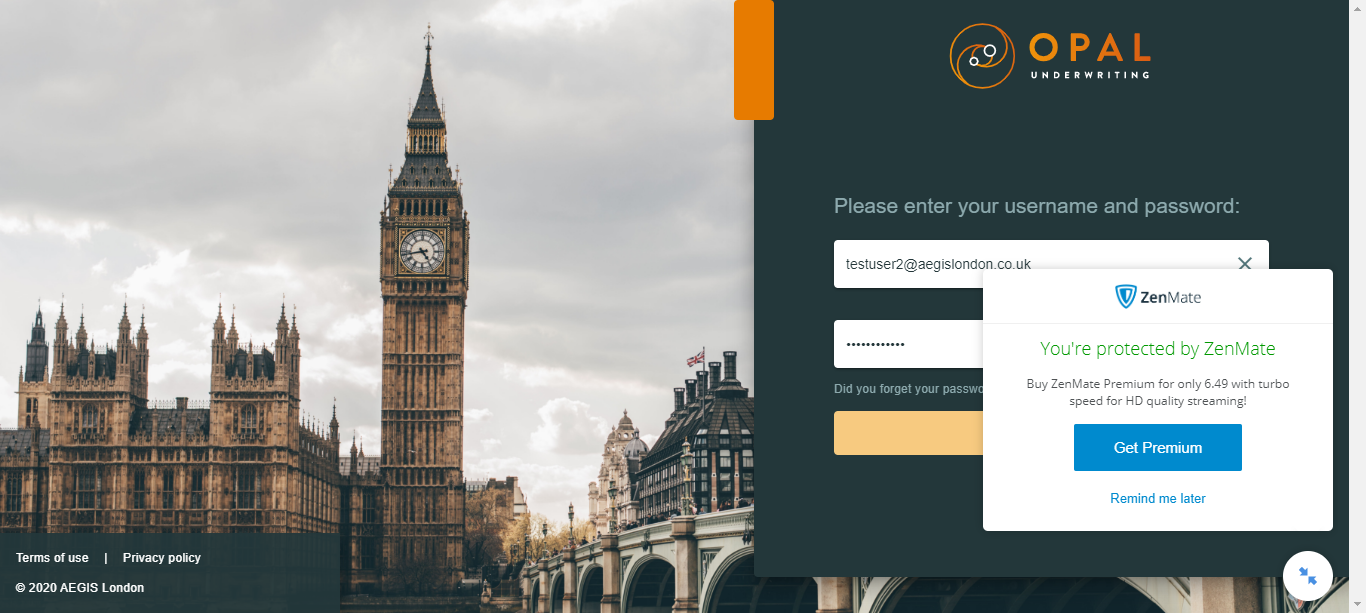 OPAL
UNDERWRITING
Please enter your username and password:
testuser2@aegislondon.co.uk
••••••••••••
Did you forget your
ZenMate
You're protected by ZenMate
Buy ZenMate Premium for only 6.49 with turbo
speed for HD quality streaming!
Get Premium
Remind me later
Terms of use | Privacy policy
© 2020 AEGIS London